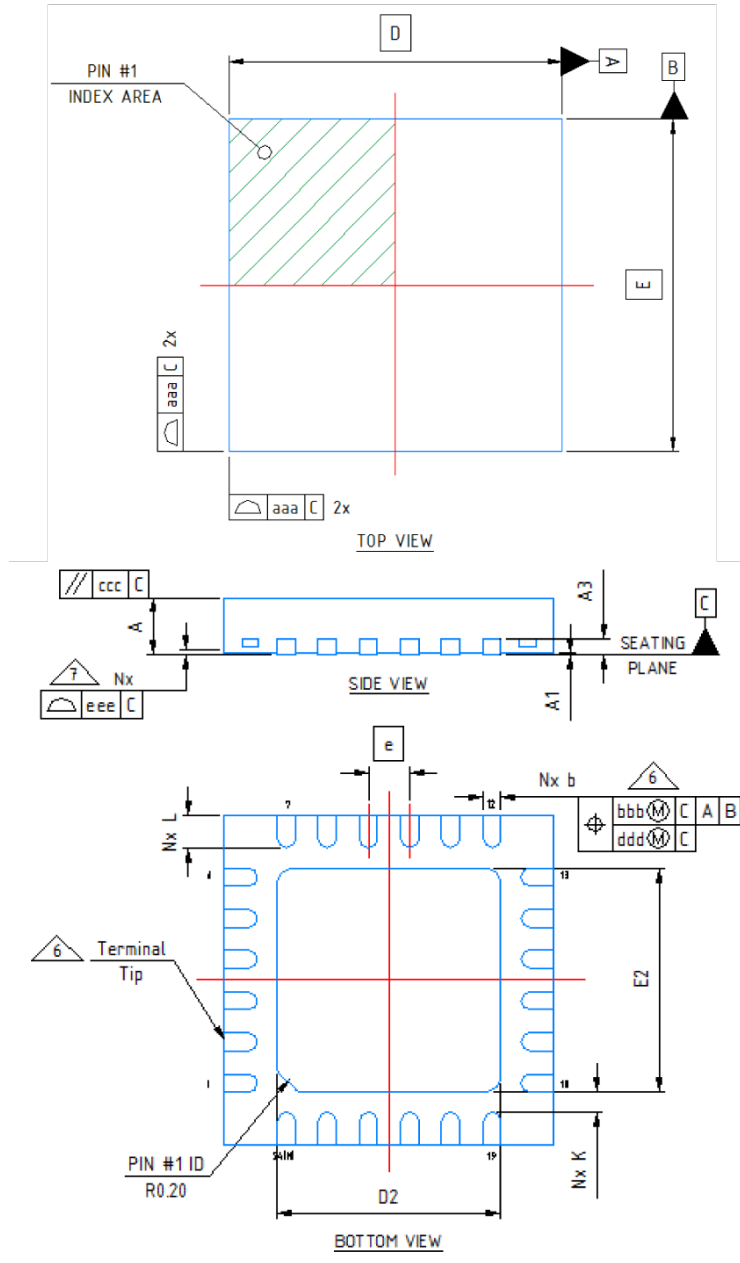 D
A
B
PIN #1
INDEX AREA
E
aaa C 2x
aaa C 2x
TOP VIEW
ccc C
A
A3
C
SEATING
PLANE
7 Nx
eee C
SIDE VIEW
A1
e
Nx b
6
bbb Ⓜ C A B
ddd Ⓜ C
Nx L
7
12
13
6 Terminal
Tip
E2
1
18
24(N)
19
PIN #1 ID
R0.20
D2
Nx K
BOTTOM VIEW